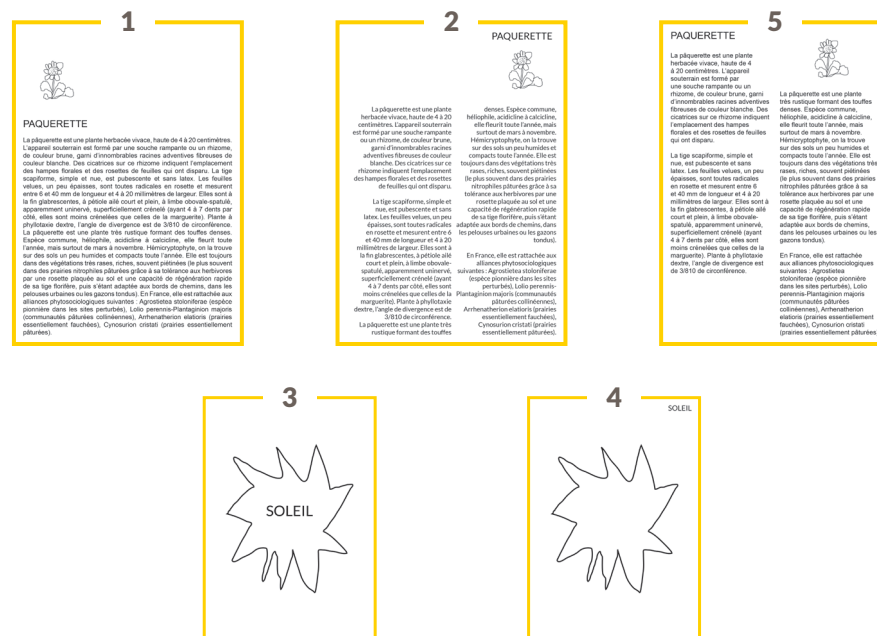 1
PAQUERETTE
La pâquerette est une plante herbacée vivace, haute de 4 à 20 centimètres.
L'appareil souterrain est formé par une souche rampante ou un rhizome,
de couleur brune, garni d'innombrables racines adventives fibreuses de
couleur blanche. Des cicatrices sur ce rhizome indiquent l'emplacement
des hampes florales et des rosettes de feuilles qui ont disparu. La tige
scapiforme, simple et nue, est pubescente et sans latex. Les feuilles
velues, un peu épaisses, sont toutes radicales en rosette et mesurent
entre 6 et 40 mm de longueur et 4 à 20 millimètres de largeur. Elles sont à
la fin glabrescentes, à pétiole ailé court et plein, à limbe obovale-spatulé,
apparemment uninervé, superficiellement crénelé (ayant 4 à 7 dents par
côté, elles sont moins crénelées que celles de la marguerite). Plante à
phyllotaxie dextre, l'angle de divergence est de 3/810 de circonférence.
La pâquerette est une plante très rustique formant des touffes denses.
Espèce commune, héliophile, acidicline à calcicline, elle fleurit toute
l'année, mais surtout de mars à novembre. Hémicryptophyte, on la trouve
sur des sols un peu humides et compacts toute l'année. Elle est toujours
dans des végétations très rases, riches, souvent piétinées (le plus souvent
dans des prairies nitrophiles pâturées grâce à sa tolérance aux herbivores
par une rosette plaquée au sol et une capacité de régénération rapide
de sa tige florifère, puis s'étant adaptée aux bords de chemins, dans les
pelouses urbaines ou les gazons tondus). En France, elle est rattachée aux
alliances phytosociologiques suivantes : Agrostietea stoloniferae (espèce
pionnière dans les sites perturbés), Lolio perennis-Plantaginion majoris
(communautés pâturées collinéennes), Arrhenatherion elatioris (prairies
essentiellement fauchées), Cynosurion cristati (prairies essentiellement
pâturées).
2
PAQUERETTE
La pâquerette est une plante
herbacée vivace, haute de 4 à 20
centimètres. L'appareil souterrain
est formé par une souche rampante
ou un rhizome, de couleur brune,
garni d'innombrables racines
adventives fibreuses de couleur
blanche. Des cicatrices sur ce
rhizome indiquent l'emplacement
des hampes florales et des rosettes
de feuilles qui ont disparu.
La tige scapiforme, simple et
nue, est pubescente et sans
latex. Les feuilles velues, un peu
épaisses, sont toutes radicales
en rosette et mesurent entre 6
et 40 mm de longueur et 4 à 20
millimètres de largeur. Elles sont à
la fin glabrescentes, à pétiole ailé
court et plein, à limbe obovale-
spatulé, apparemment uninervé,
superficiellement crénelé (ayant
4 à 7 dents par côté, elles sont
moins crénelées que celles de la
marguerite). Plante à phyllotaxie
dextre, l'angle de divergence est de
3/810 de circonférence.
La pâquerette est une plante très
rustique formant des touffes
denses. Espèce commune,
héliophile, acidicline à calcicline,
elle fleurit toute l'année, mais
surtout de mars à novembre.
Hémicryptophyte, on la trouve
sur des sols un peu humides et
compacts toute l'année. Elle est
toujours dans des végétations très
rases, riches, souvent piétinées
(le plus souvent dans des prairies
nitrophiles pâturées grâce à sa
tolérance aux herbivores par une
rosette plaquée au sol et une
capacité de régénération rapide
de sa tige florifère, puis s'étant
adaptée aux bords de chemins, dans
les pelouses urbaines ou les gazons
tondus).
En France, elle est rattachée aux
alliances phytosociologiques
suivantes : Agrostietea stoloniferae
(espèce pionnière dans les sites
perturbés), Lolio perennis-
Plantaginion majoris (communautés
pâturées collinéennes),
Arrhenatherion elatioris (prairies
essentiellement fauchées),
Cynosurion cristati (prairies
essentiellement pâturées).
5
PAQUERETTE
La pâquerette est une plante
herbacée vivace, haute de 4
à 20 centimètres. L'appareil
souterrain est formé par
une souche rampante ou un
rhizome, de couleur brune, garni
d'innombrables racines adventives
fibreuses de couleur blanche. Des
cicatrices sur ce rhizome indiquent
l'emplacement des hampes
florales et des rosettes de feuilles
qui ont disparu.
La tige scapiforme, simple et
nue, est pubescente et sans
latex. Les feuilles velues, un peu
épaisses, sont toutes radicales
en rosette et mesurent entre 6
et 40 mm de longueur et 4 à 20
millimètres de largeur. Elles sont à
la fin glabrescentes, à pétiole ailé
court et plein, à limbe obovale-
spatulé, apparemment uninervé,
superficiellement crénelé (ayant
4 à 7 dents par côté, elles sont
moins crénelées que celles de la
marguerite). Plante à phyllotaxie
dextre, l'angle de divergence est
de 3/810 de circonférence.
La pâquerette est une plante
très rustique formant des touffes
denses. Espèce commune,
héliophile, acidicline à calcicline,
elle fleurit toute l'année, mais
surtout de mars à novembre.
Hémicryptophyte, on la trouve
sur des sols un peu humides et
compacts toute l'année. Elle est
toujours dans des végétations très
rases, riches, souvent piétinées
(le plus souvent dans des prairies
nitrophiles pâturées grâce à sa
tolérance aux herbivores par une
rosette plaquée au sol et une
capacité de régénération rapide
de sa tige florifère, puis s'étant
adaptée aux bords de chemins,
dans les pelouses urbaines ou les
gazons tondus).
En France, elle est rattachée
aux alliances phytosociologiques
suivantes : Agrostietea
stoloniferae (espèce pionnière
dans les sites perturbés), Lolio
perennis-Plantaginion majoris
(communautés pâturées
collinéennes), Arrhenatherion
elatioris (prairies essentiellement
fauchées), Cynosurion cristati
(prairies essentiellement pâturées
3
SOLEIL
4
SOLEIL